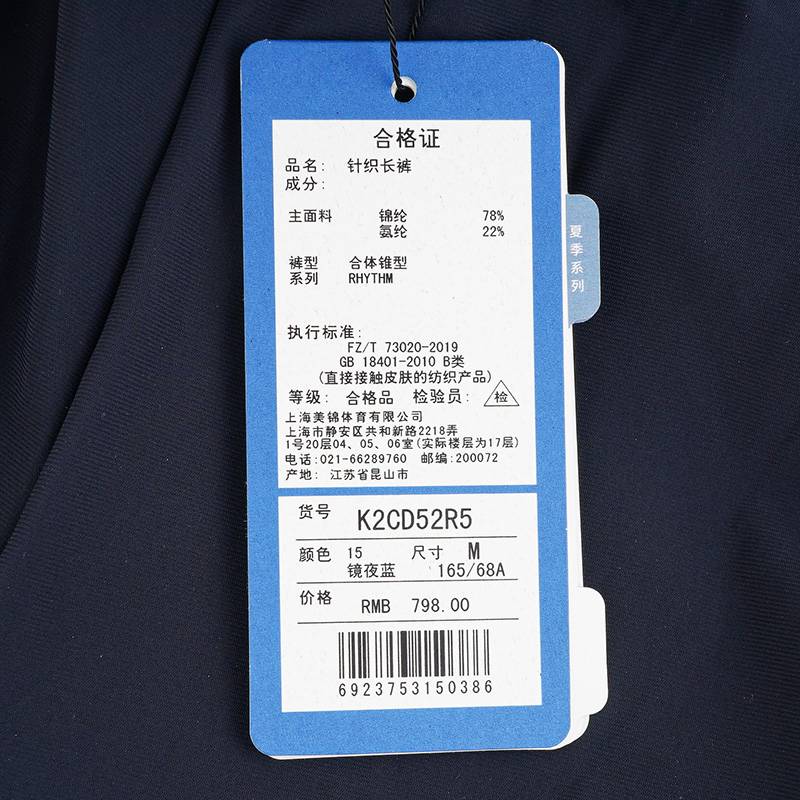 合格证
品名: 针织长裤
成分:
主面料 锦纶 78%
氨纶 22%
裤型 合体锥型
系列 RHYTHM
执行标准:
FZ/T 73020-2019
GB 18401-2010 B类
(直接接触皮肤的纺织产品)
等级: 合格品 检验员: 检
上海美锦体育有限公司
上海市静安区共和新路2218弄
1号20层04、05、06室(实际楼层为17层)
电话:021-66289760 邮编:200072
产地: 江苏省昆山市
货号 K2CD52R5
颜色 15 尺寸 M
镜夜蓝 165/68A
价格 RMB 798.00
6923753150386
夏季系列